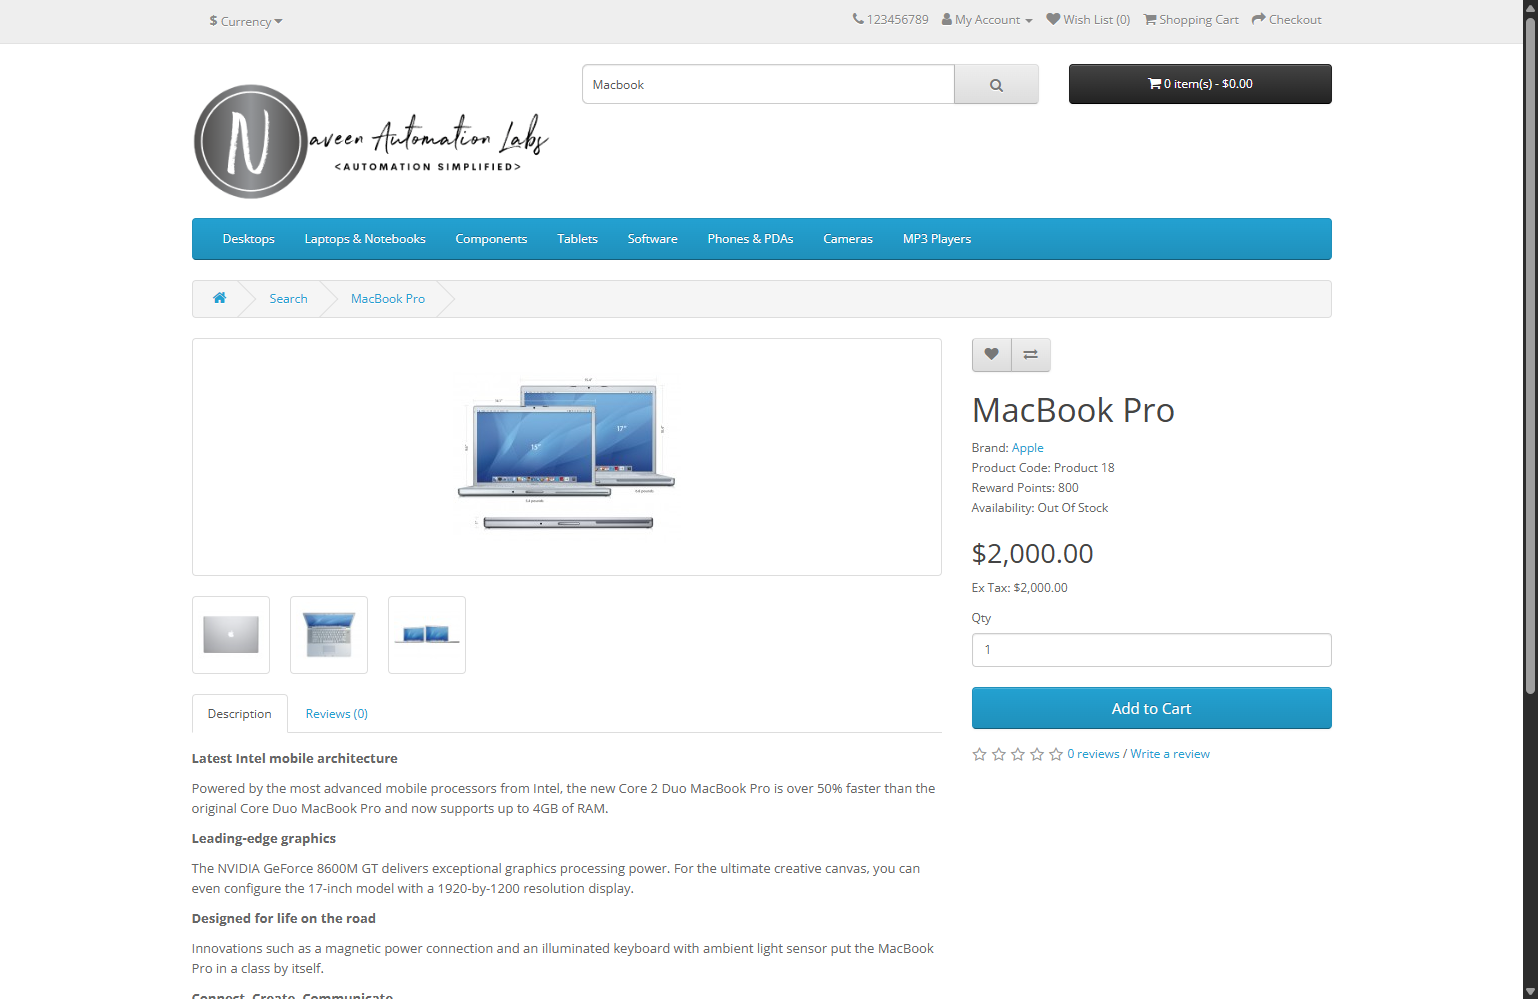 $ Currency
123456789 My Account Wish List (0) Shopping Cart Checkout
Macbook
0 item(s) - $0.00
Naveen Automation Labs
<AUTOMATION SIMPLIFIED>
Desktops Laptops & Notebooks Components Tablets Software Phones & PDAs Cameras MP3 Players
Search MacBook Pro
15"
17"
MacBook Pro
Brand: Apple
Product Code: Product 18
Reward Points: 800
Availability: Out Of Stock
$2,000.00
Ex Tax: $2,000.00
Qty
1
Add to Cart
0 reviews / Write a review
Description Reviews (0)
Latest Intel mobile architecture
Powered by the most advanced mobile processors from Intel, the new Core 2 Duo MacBook Pro is over 50% faster than the
original Core Duo MacBook Pro and now supports up to 4GB of RAM.
Leading-edge graphics
The NVIDIA GeForce 8600M GT delivers exceptional graphics processing power. For the ultimate creative canvas, you can
even configure the 17-inch model with a 1920-by-1200 resolution display.
Designed for life on the road
Innovations such as a magnetic power connection and an illuminated keyboard with ambient light sensor put the MacBook
Pro in a class by itself.
Connect. Create. Communicate.